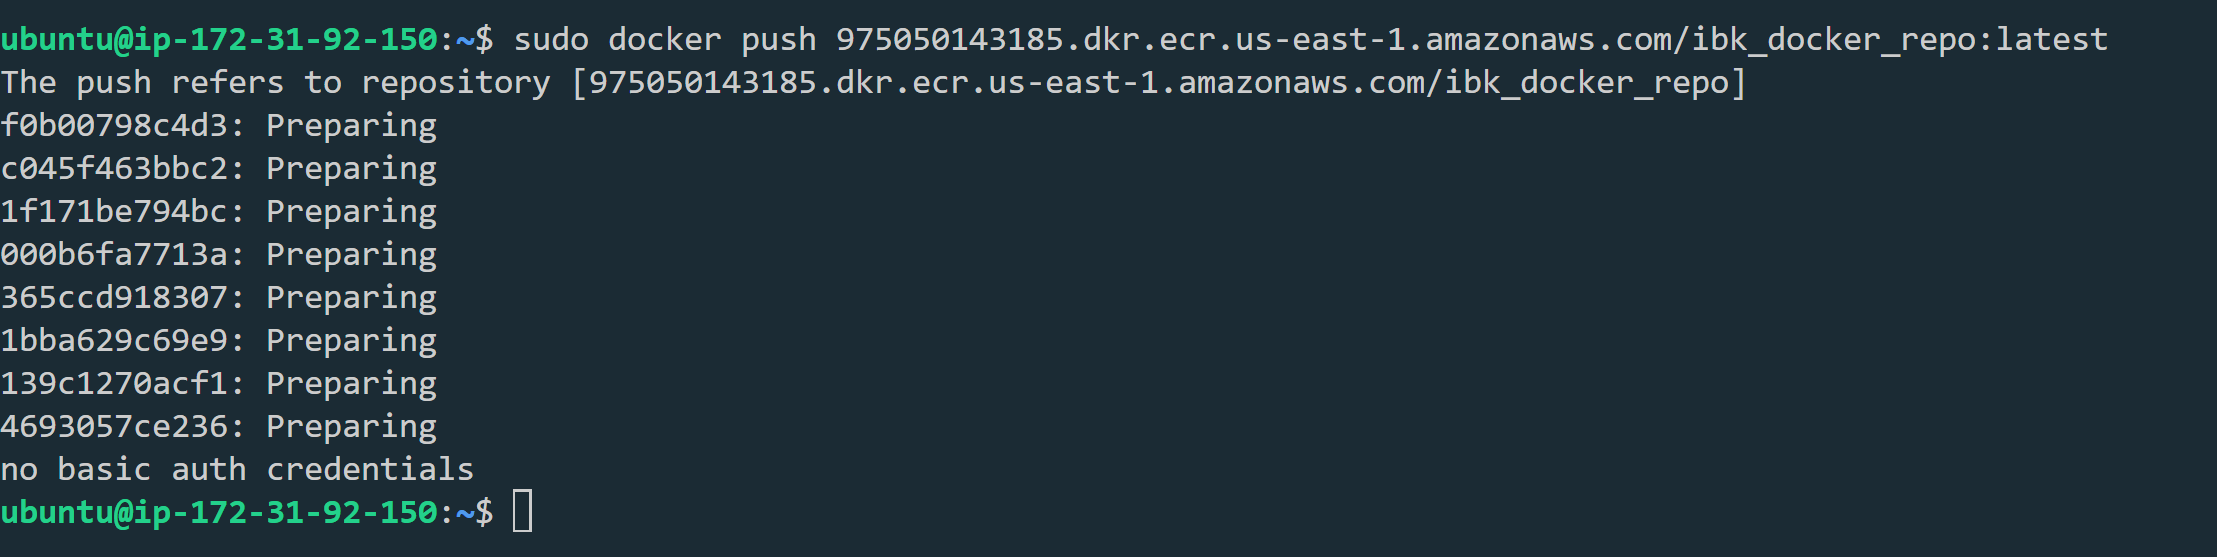 ubuntu@ip-172-31-92-150:~$ sudo docker push 975050143185.dkr.ecr.us-east-1.amazonaws.com/ibk_docker_repo:latest
The push refers to repository [975050143185.dkr.ecr.us-east-1.amazonaws.com/ibk_docker_repo]
f0b00798c4d3: Preparing
c045f463bbc2: Preparing
1f171be794bc: Preparing
000b6fa7713a: Preparing
365ccd918307: Preparing
1bba629c69e9: Preparing
139c1270acf1: Preparing
4693057ce236: Preparing
no basic auth credentials
ubuntu@ip-172-31-92-150:~$